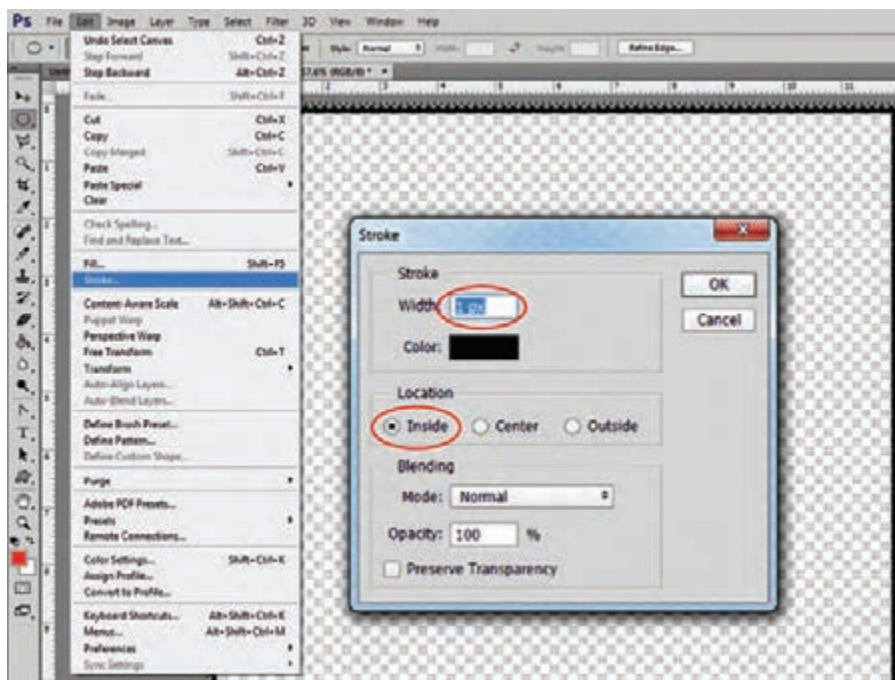 Ps File Edit Image Layer Type Select Filter 3D View Window Help
Style: Normal Width: Height: Refine Edge...
Undo Select Canvas Ctrl+Z
Step Forward Shift+Ctrl+Z
Step Backward Alt+Ctrl+Z
Fade... Shift+Ctrl+F
Cut Ctrl+X
Copy Ctrl+C
Copy Merged Shift+Ctrl+C
Paste Ctrl+V
Paste Special
Clear
Check Spelling...
Find and Replace Text...
Fill... Shift+F5
Stroke...
Content-Aware Scale Alt+Shift+Ctrl+C
Puppet Warp
Perspective Warp
Free Transform Ctrl+T
Transform
Auto-Align Layers...
Auto-Blend Layers...
Define Brush Preset...
Define Pattern...
Define Custom Shape...
Purge
Adobe PDF Presets...
Presets
Remote Connections...
Color Settings... Shift+Ctrl+K
Assign Profile...
Convert to Profile...
Keyboard Shortcuts... Alt+Shift+Ctrl+K
Menus... Alt+Shift+Ctrl+M
Preferences
Sync Settings
Stroke
Stroke
Width: 1 px
Color:
Location
Inside Center Outside
Blending
Mode: Normal
Opacity: 100 %
Preserve Transparency
OK
Cancel